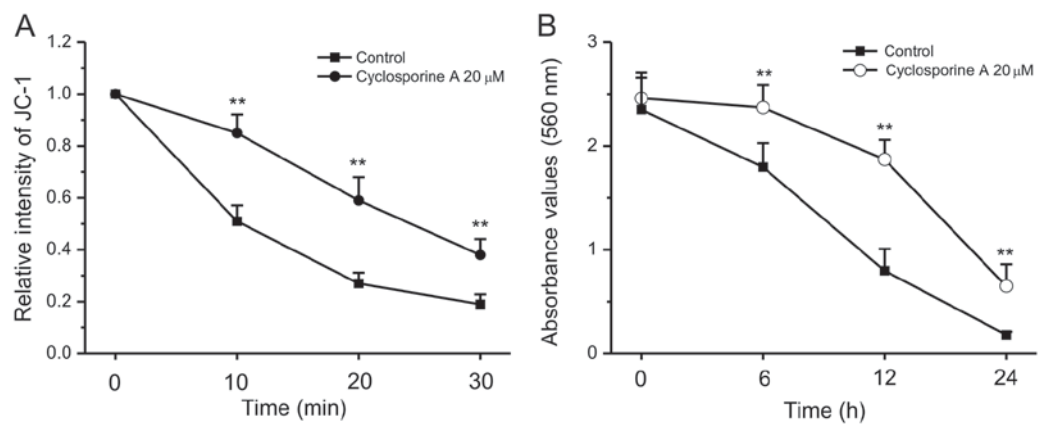 A
Relative intensity of JC-1
1.2
1.0
0.8
0.6
0.4
0.2
0.0
Control
Cyclosporine A 20 μM
**
**
**
0
10
20
30
Time (min)
B
Absorbance values (560 nm)
3
2
1
0
Control
Cyclosporine A 20 μM
**
**
**
0
6
12
24
Time (h)